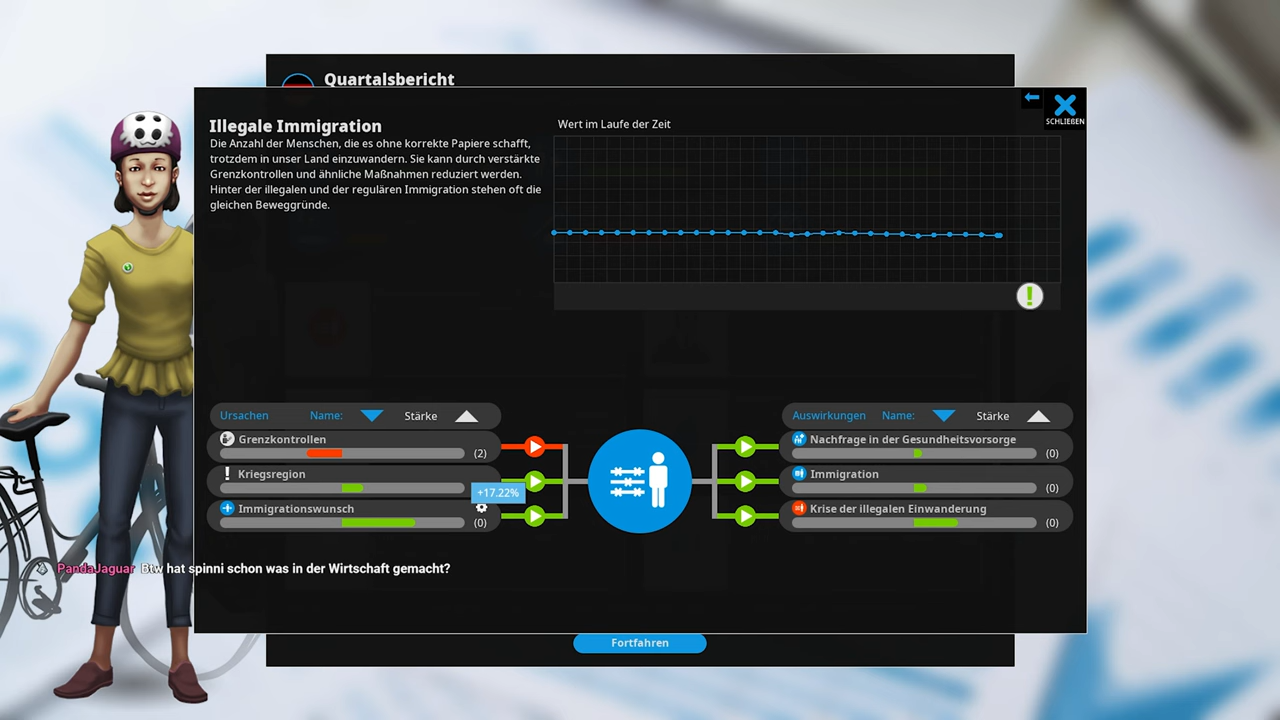 Quartalsbericht
SCHLIEßEN
Illegale Immigration
Die Anzahl der Menschen, die es ohne korrekte Papiere schafft,
trotzdem in unser Land einzuwandern. Sie kann durch verstärkte
Grenzkontrollen und ähnliche Maßnahmen reduziert werden.
Hinter der illegalen und der regulären Immigration stehen oft die
gleichen Beweggründe.
Wert im Laufe der Zeit
Ursachen Name: Stärke
Grenzkontrollen
(2)
Kriegsregion
+17.22%
Immigrationswunsch
(0)
Auswirkungen Name: Stärke
Nachfrage in der Gesundheitsvorsorge
(0)
Immigration
(0)
Krise der illegalen Einwanderung
(0)
PandaJaguar Btw hat spinni schon was in der Wirtschaft gemacht?
Fortfahren